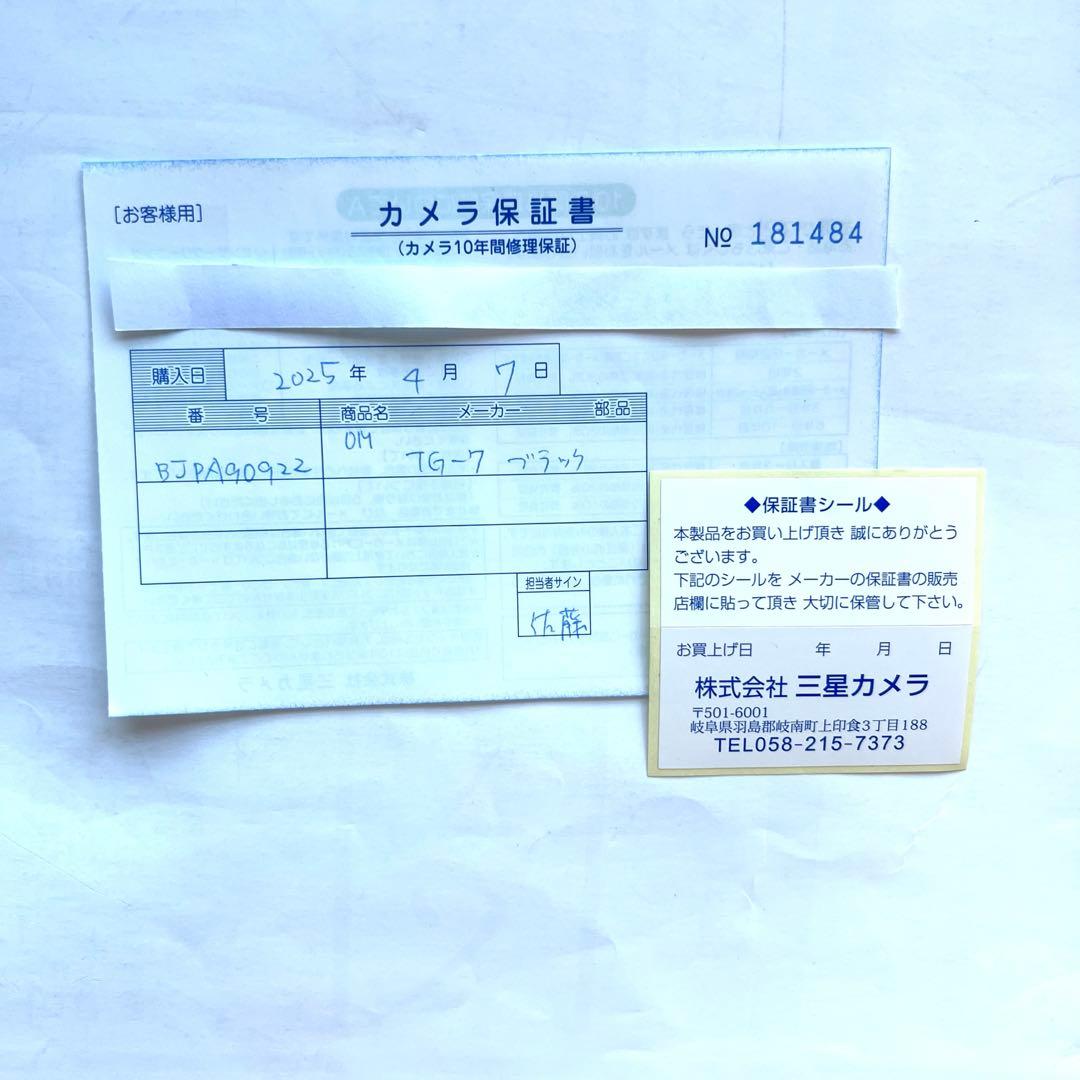 [お客様用]
カメラ保証書
(カメラ10年間修理保証)
№ 181484
購入日 2025 年 4 月 7 日
番 号 商品名 メーカー 部品
OM
BJPA90922 TG-7 ブラック
担当者サイン
佐藤
◆保証書シール◆
本製品をお買い上げ頂き 誠にありがとう
ございます。
下記のシールを メーカーの保証書の販売
店欄に貼って頂き 大切に保管して下さい。
お買上げ日 年 月 日
株式会社 三星カメラ
〒501-6001
岐阜県羽島郡岐南町上印食3丁目188
TEL058-215-7373